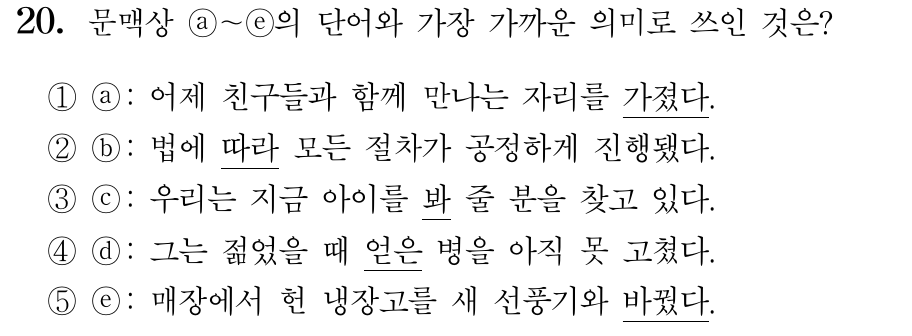 20. 문맥상 ⓐ~ⓔ의 단어와 가장 가까운 의미로 쓰인 것은?
① ⓐ: 어제 친구들과 함께 만나는 자리를 가졌다.
② ⓑ: 법에 따라 모든 절차가 공정하게 진행됐다.
③ ⓒ: 우리는 지금 아이를 봐 줄 분을 찾고 있다.
④ ⓓ: 그는 젊었을 때 얻은 병을 아직 못 고쳤다.
⑤ ⓔ: 매장에서 헌 냉장고를 새 선풍기와 바꿨다.